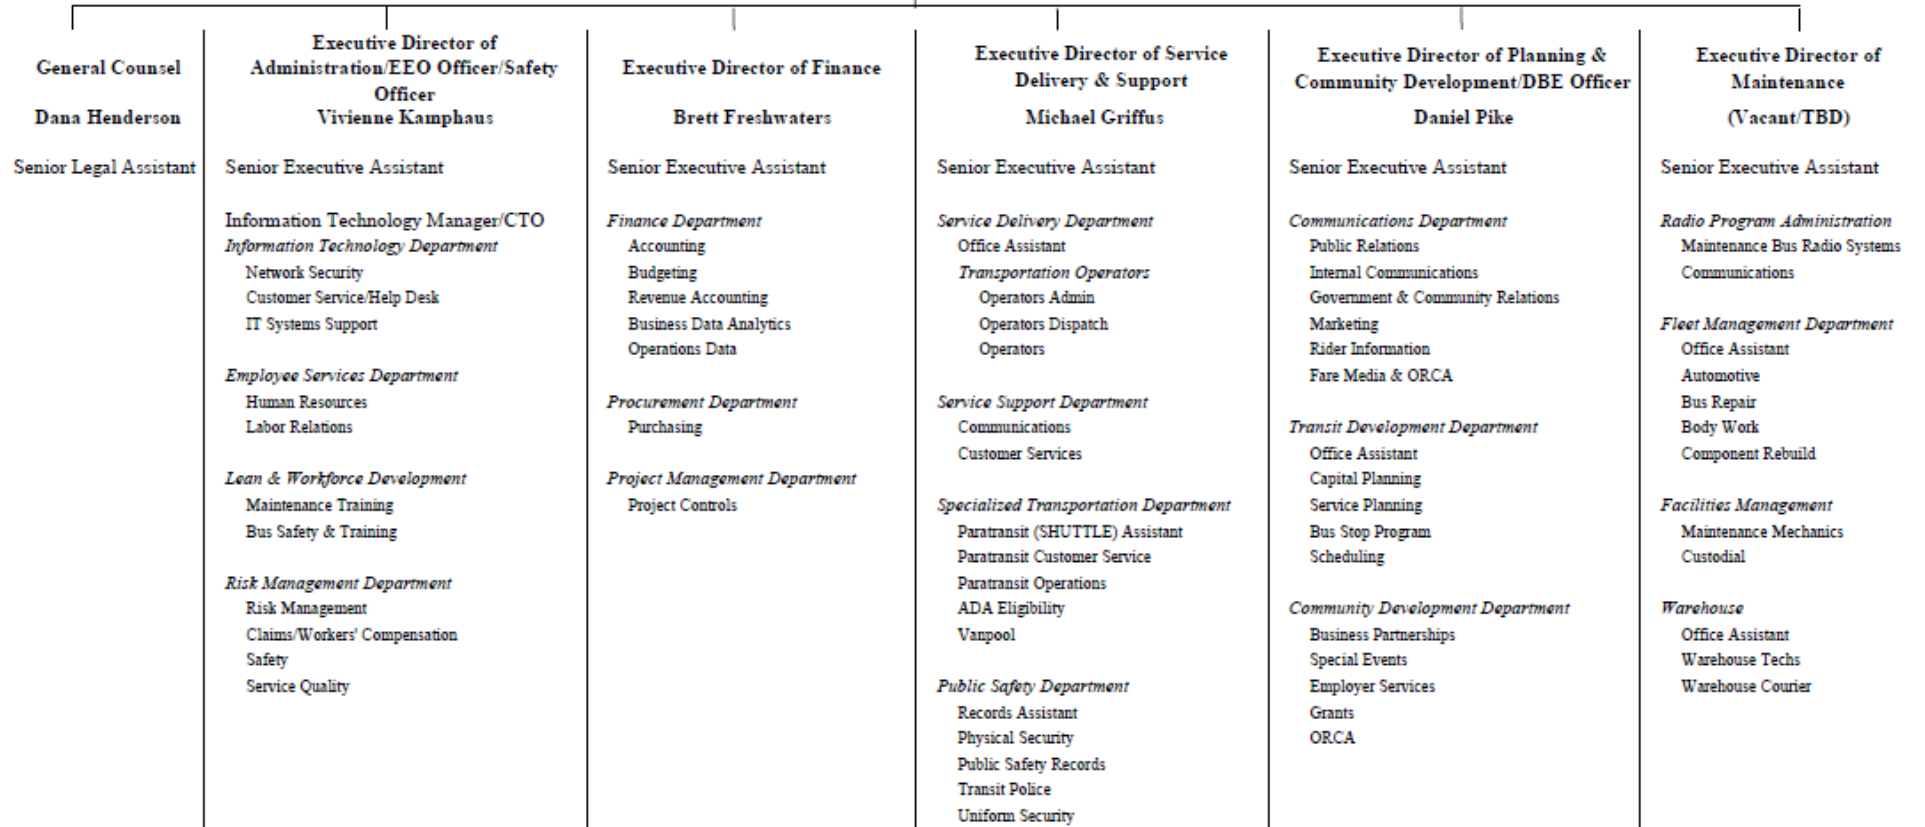 General Counsel
Dana Henderson
Senior Legal Assistant
Executive Director of
Administration/EEO Officer/Safety
Officer
Vivienne Kamphaus
Senior Executive Assistant
Information Technology Manager/CTO
Information Technology Department
Network Security
Customer Service/Help Desk
IT Systems Support
Employee Services Department
Human Resources
Labor Relations
Lean & Workforce Development
Maintenance Training
Bus Safety & Training
Risk Management Department
Risk Management
Claims/Workers' Compensation
Safety
Service Quality
Executive Director of Finance
Brett Freshwaters
Senior Executive Assistant
Finance Department
Accounting
Budgeting
Revenue Accounting
Business Data Analytics
Operations Data
Procurement Department
Purchasing
Project Management Department
Project Controls
Executive Director of Service
Delivery & Support
Michael Griffus
Senior Executive Assistant
Service Delivery Department
Office Assistant
Transportation Operators
Operators Admin
Operators Dispatch
Operators
Service Support Department
Communications
Customer Services
Specialized Transportation Department
Paratransit (SHUTTLE) Assistant
Paratransit Customer Service
Paratransit Operations
ADA Eligibility
Vanpool
Public Safety Department
Records Assistant
Physical Security
Public Safety Records
Transit Police
Uniform Security
Executive Director of Planning &
Community Development/DBE Officer
Daniel Pike
Senior Executive Assistant
Communications Department
Public Relations
Internal Communications
Government & Community Relations
Marketing
Rider Information
Fare Media & ORCA
Transit Development Department
Office Assistant
Capital Planning
Service Planning
Bus Stop Program
Scheduling
Community Development Department
Business Partnerships
Special Events
Employer Services
Grants
ORCA
Executive Director of
Maintenance
(Vacant/TBD)
Senior Executive Assistant
Radio Program Administration
Maintenance Bus Radio Systems
Communications
Fleet Management Department
Office Assistant
Automotive
Bus Repair
Body Work
Component Rebuild
Facilities Management
Maintenance Mechanics
Custodial
Warehouse
Office Assistant
Warehouse Techs
Warehouse Courier